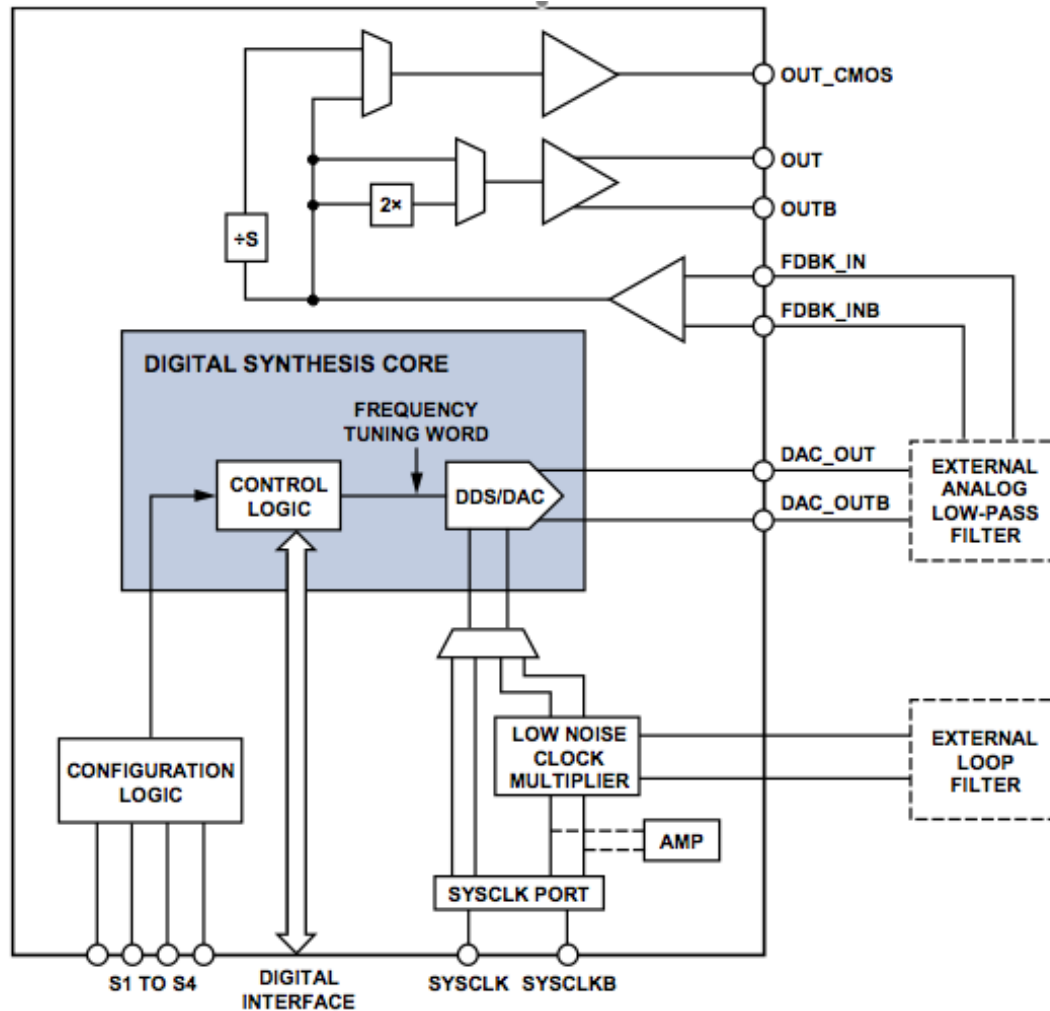 OUT_CMOS
OUT
2×
OUTB
÷S
FDBK_IN
FDBK_INB
DIGITAL SYNTHESIS CORE
FREQUENCY
TUNING WORD
CONTROL
LOGIC
DDS/DAC
DAC_OUT
DAC_OUTB
EXTERNAL
ANALOG
LOW-PASS
FILTER
LOW NOISE
CLOCK
MULTIPLIER
EXTERNAL
LOOP
FILTER
CONFIGURATION
LOGIC
AMP
SYSCLK PORT
S1 TO S4
DIGITAL
INTERFACE
SYSCLK
SYSCLKB